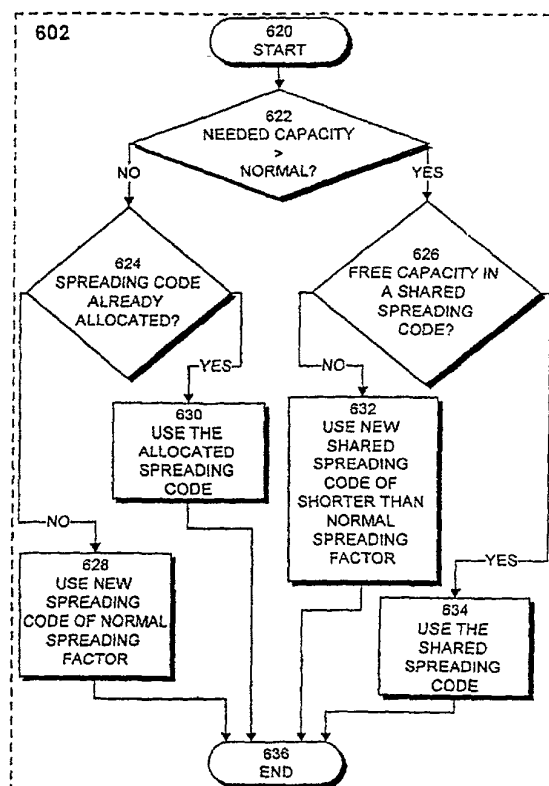 602
620
START
622
NEEDED CAPACITY
>
NORMAL?
NO
YES
624
SPREADING CODE
ALREADY
ALLOCATED?
626
FREE CAPACITY IN
A SHARED
SPREADING
CODE?
YES
NO
630
USE THE
ALLOCATED
SPREADING
CODE
632
USE NEW
SHARED
SPREADING
CODE OF
SHORTER THAN
NORMAL
SPREADING
FACTOR
NO
YES
628
USE NEW
SPREADING
CODE OF NORMAL
SPREADING
FACTOR
634
USE THE
SHARED
SPREADING
CODE
636
END